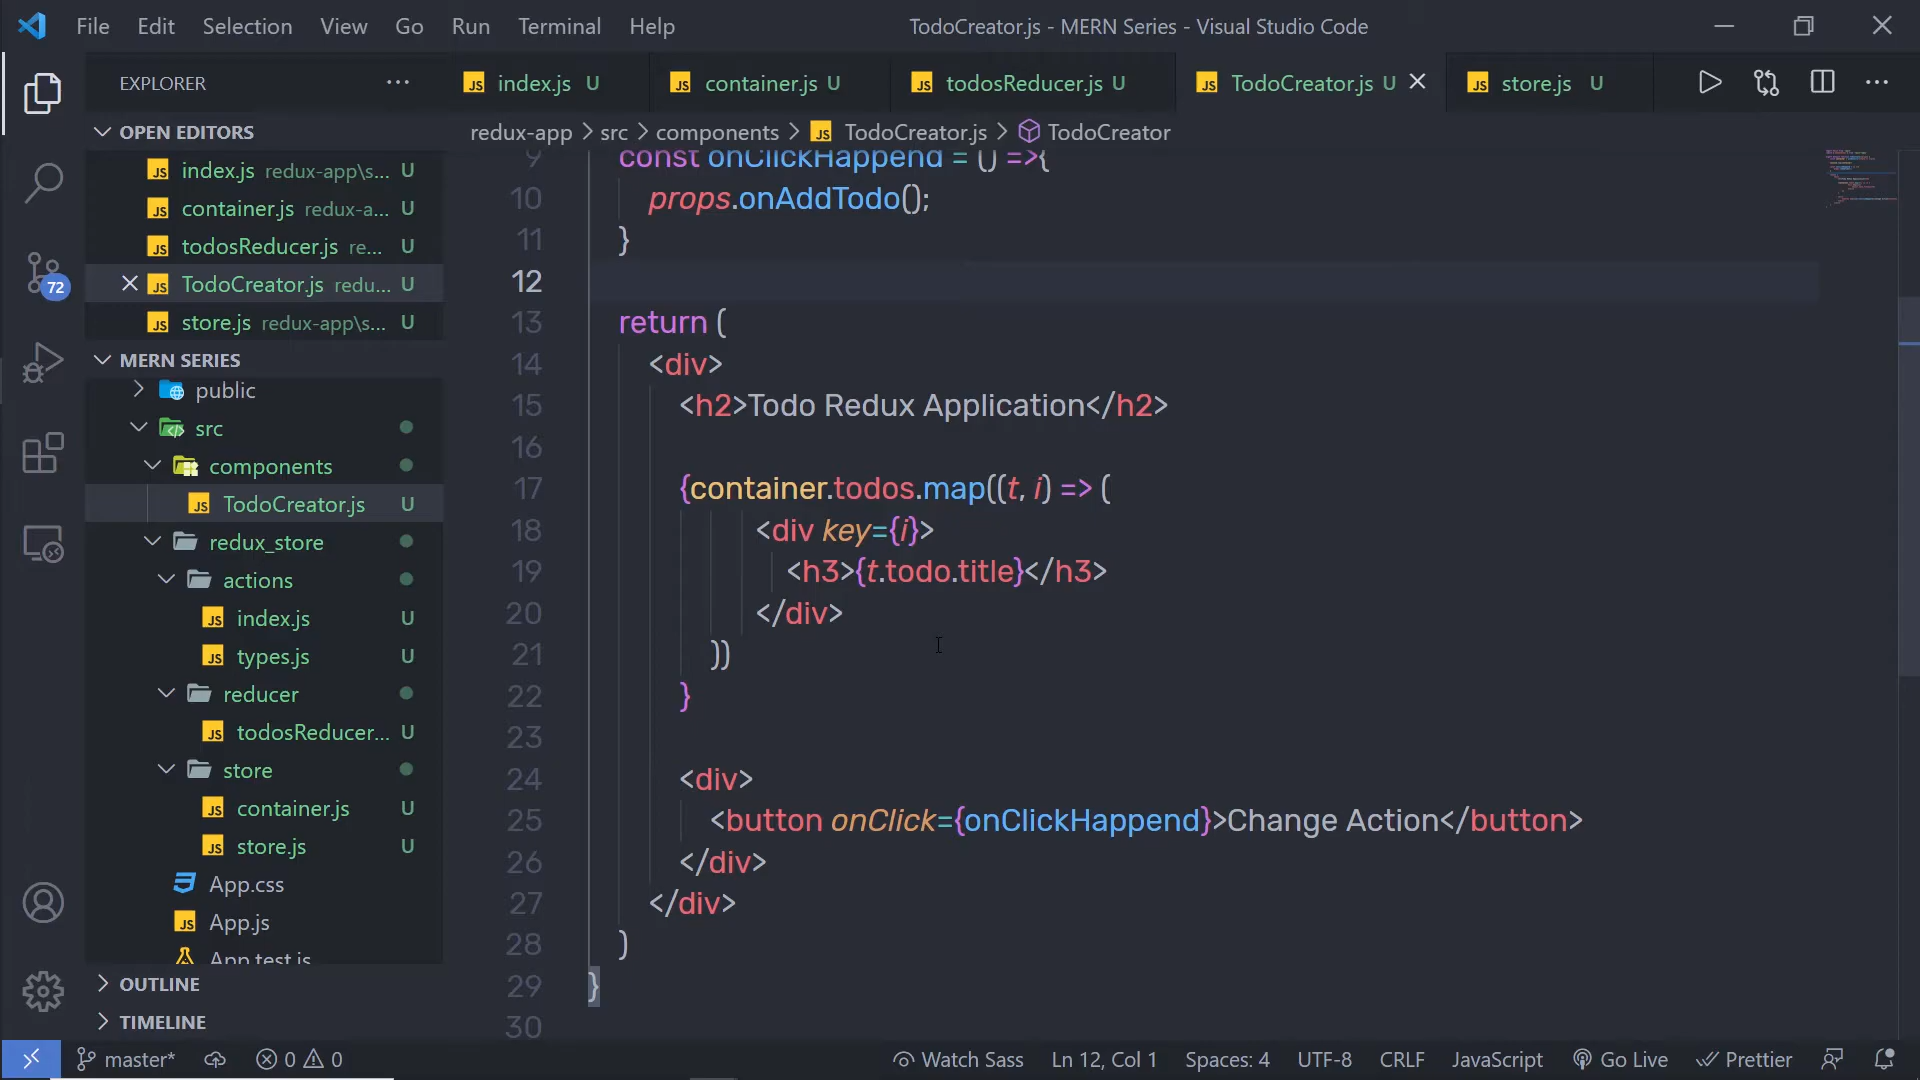 File Edit Selection View Go Run Terminal Help TodoCreator.js - MERN Series - Visual Studio Code
EXPLORER
index.js U container.js U todosReducer.js U TodoCreator.js U store.js U
OPEN EDITORS
index.js redux-app\s... U
container.js redux-a... U
todosReducer.js re... U
TodoCreator.js redu... U
store.js redux-app\s... U
72
MERN SERIES
public
src
components
TodoCreator.js U
redux_store
actions
index.js U
types.js U
reducer
todosReducer... U
store
container.js U
store.js U
App.css
App.js
App.test.js
OUTLINE
TIMELINE
redux-app > src > components > TodoCreator.js > TodoCreator
9 const onClickHappend = () =>{
10 props.onAddTodo();
11 }
12
13 return (
14 <div>
15 <h2>Todo Redux Application</h2>
16
17 {container.todos.map((t, i) => (
18 <div key={i}>
19 <h3>{t.todo.title}</h3>
20 </div>
21 ))
22 }
23
24 <div>
25 <button onClick={onClickHappend}>Change Action</button>
26 </div>
27 </div>
28 )
29 }
30
master* 0 0 Watch Sass Ln 12, Col 1 Spaces: 4 UTF-8 CRLF JavaScript Go Live Prettier